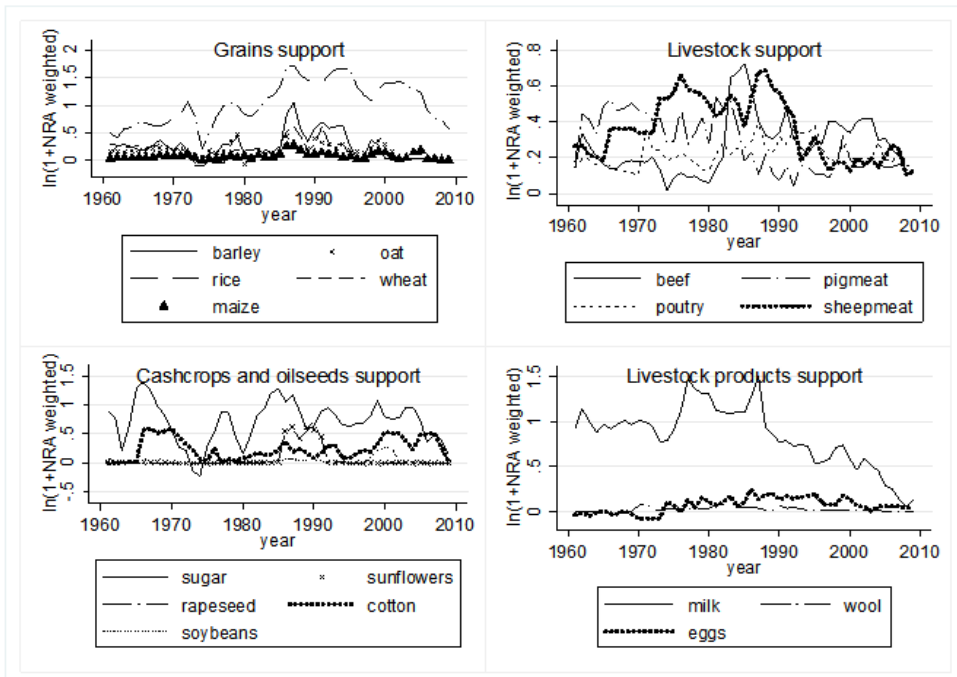 Grains support
ln(1+NRA weighted)
2
1.5
1
.5
0
1960 1970 1980 1990 2000 2010
year
barley oat
rice wheat
maize
Livestock support
ln(1+NRA weighted)
.8
.6
.4
.2
0
1960 1970 1980 1990 2000 2010
year
beef pigmeat
poutry sheepmeat
Cashcrops and oilseeds support
ln(1+NRA weighted)
1.5
1
.5
0
-.5
1960 1970 1980 1990 2000 2010
year
sugar sunflowers
rapeseed cotton
soybeans
Livestock products support
ln(1+NRA weighted)
1.5
1
.5
0
1960 1970 1980 1990 2000 2010
year
milk wool
eggs